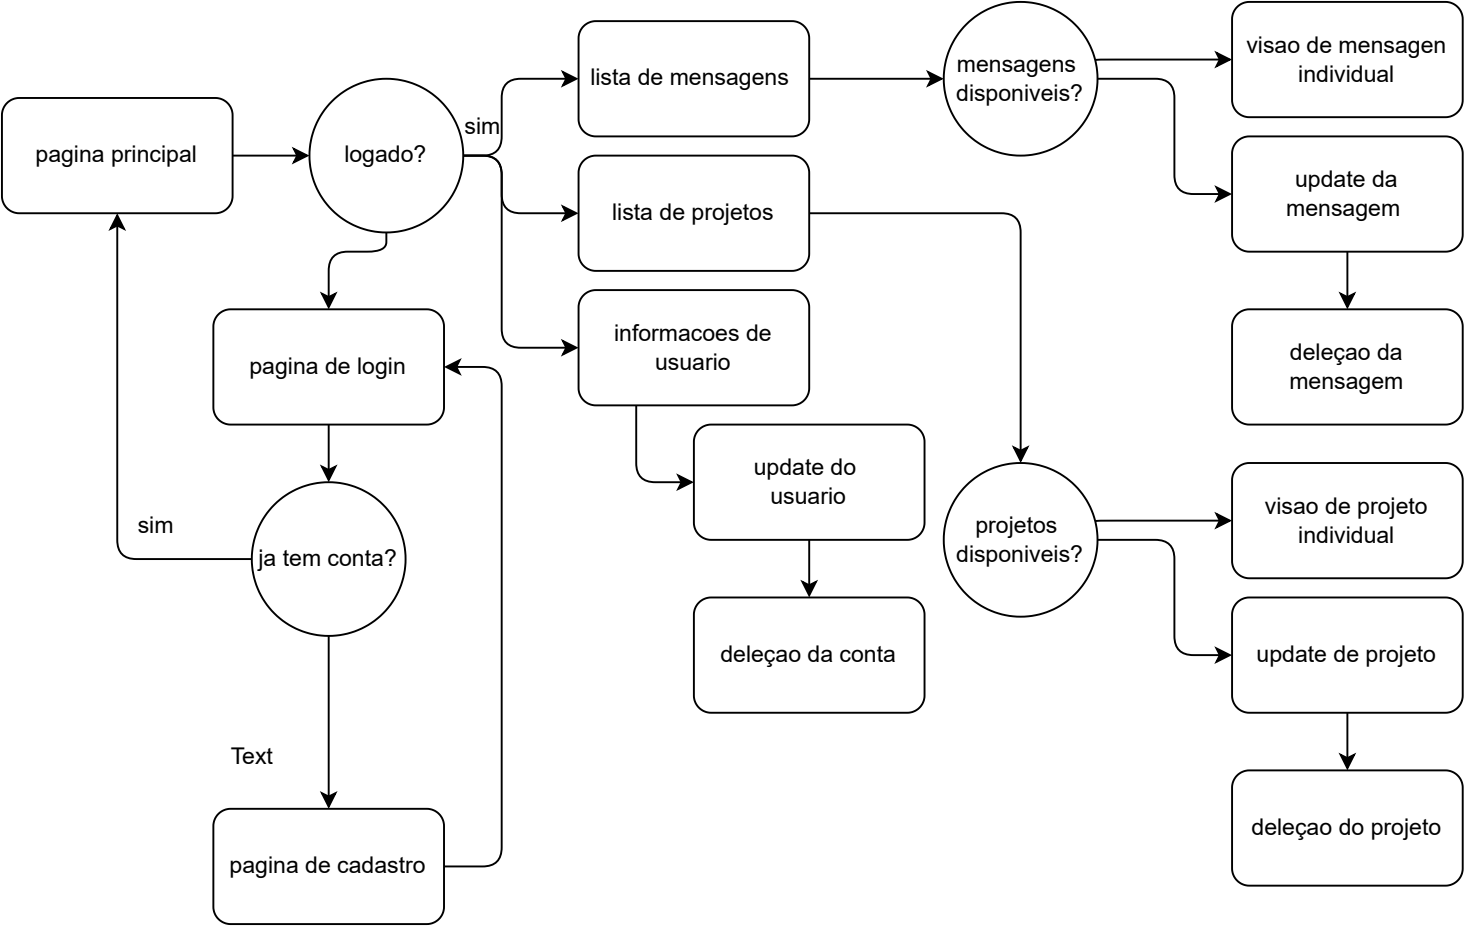 pagina principal
logado?
sim
lista de mensagens
mensagens
disponiveis?
visao de mensagen
individual
update da
mensagem
deleçao da
mensagem
lista de projetos
informacoes de
usuario
update do
usuario
deleçao da conta
projetos
disponiveis?
visao de projeto
individual
update de projeto
deleçao do projeto
pagina de login
ja tem conta?
sim
Text
pagina de cadastro